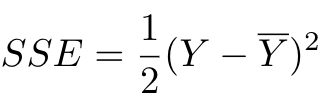 SSE = \frac{1}{2}(Y - \overline{Y})^2